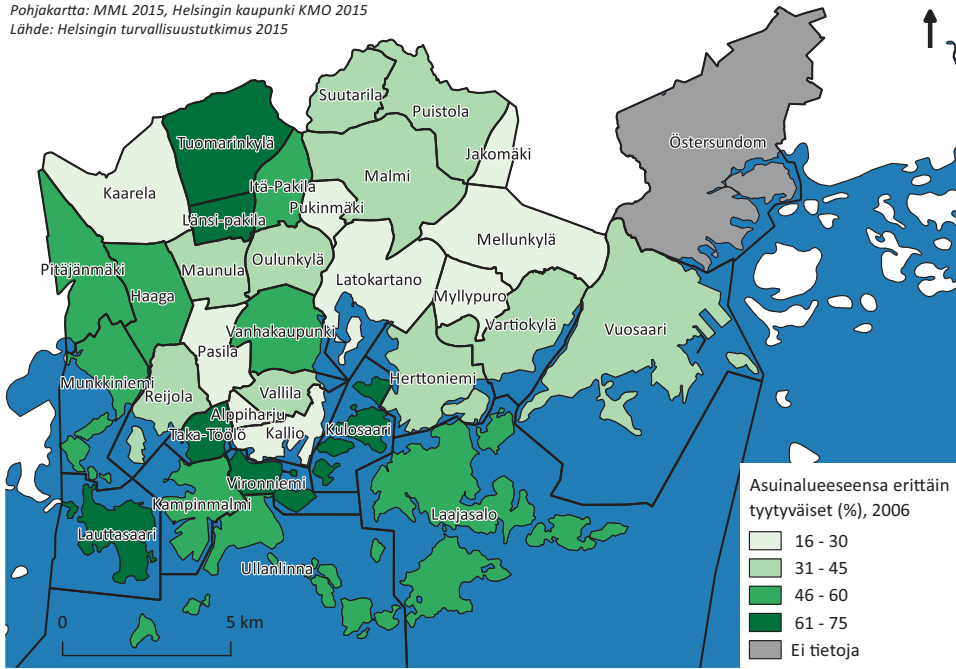 Pohjakartta: MML 2015, Helsingin kaupunki KMO 2015
Lähde: Helsingin turvallisuustutkimus 2015
Suutarila
Puistola
Tuomarinkylä
Östersundom
Jakomäki
Malmi
Itä-Pakila
Kaarela
Pukinmäki
Länsi-pakila
Mellunkylä
Oulunkylä
Pitäjänmäki
Maunula
Latokartano
Haaga
Myllypuro
Vanhakaupunki
Vartiokylä
Vuosaari
Pasila
Herttoniemi
Munkkiniemi
Vallila
Reijola
Alppiharju
Taka-Töölö
Kallio
Kulosaari
Vironniemi
Kampinmalmi
Laajasalo
Lauttasaari
Ullanlinna
0 5 km
Asuinalueeseensa erittäin
tyytyväiset (%), 2006
16 - 30
31 - 45
46 - 60
61 - 75
Ei tietoja